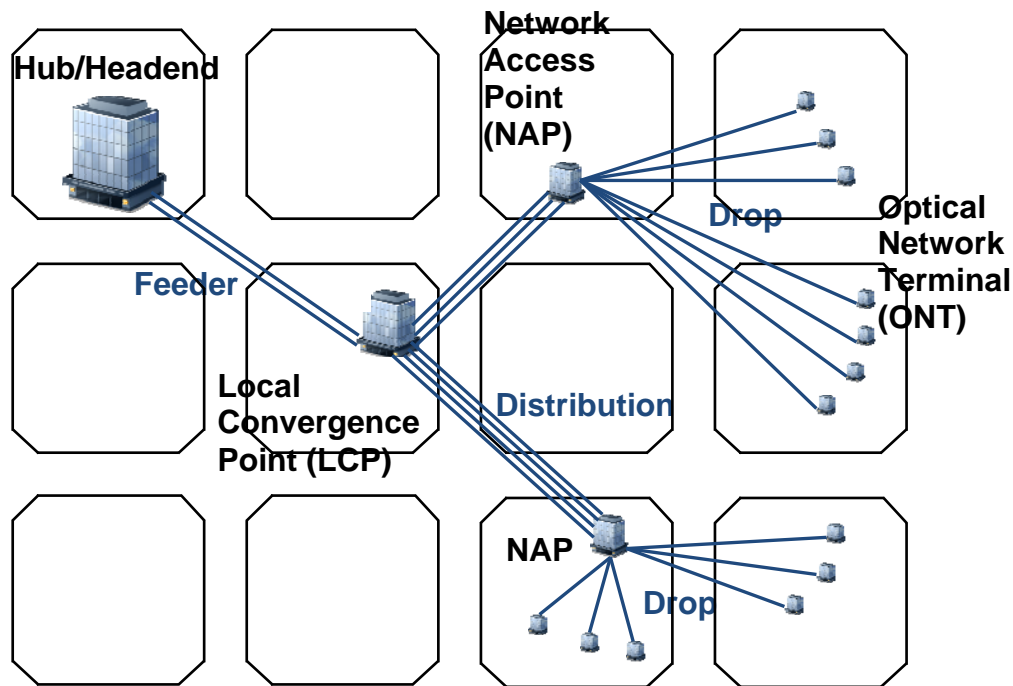 Hub/Headend
Network
Access
Point
(NAP)
Drop
Optical
Network
Terminal
(ONT)
Feeder
Local
Convergence
Point (LCP)
Distribution
NAP
Drop